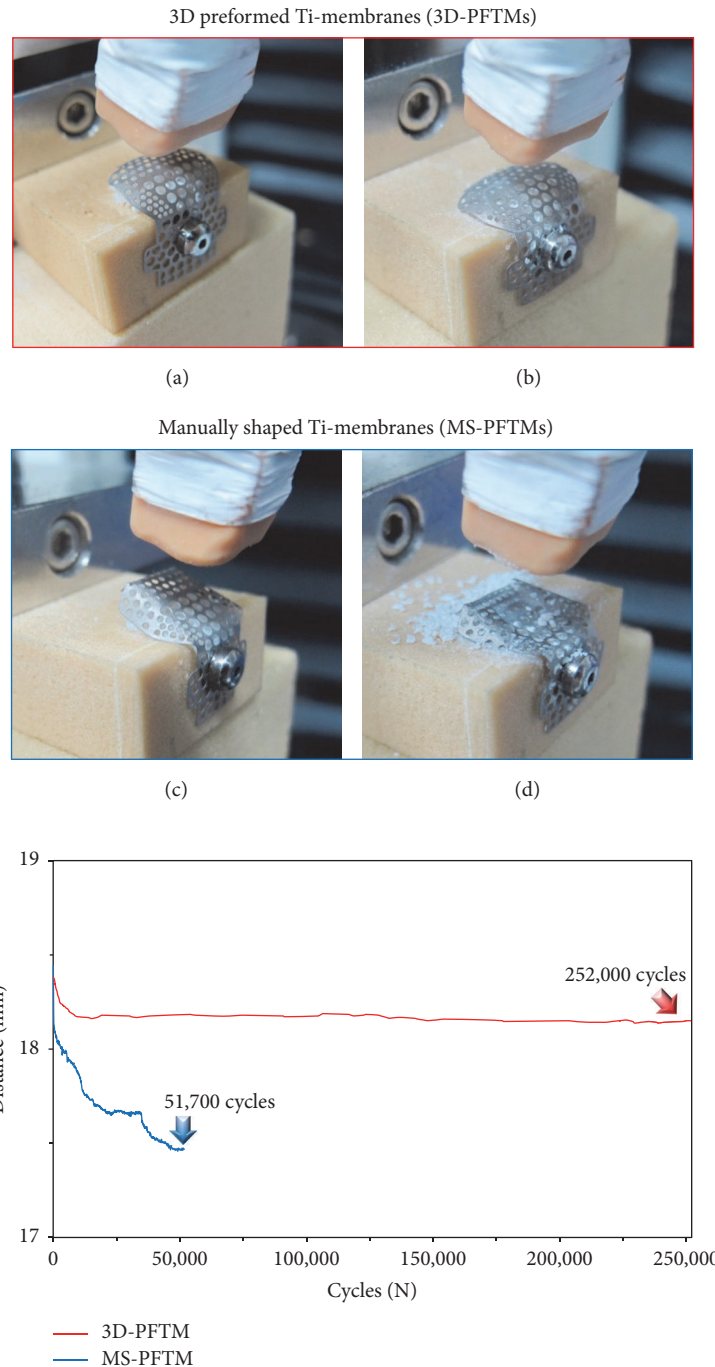 3D preformed Ti-membranes (3D-PFTMs)
(a)
(b)
Manually shaped Ti-membranes (MS-PFTMs)
(c)
(d)
19
18
17
Distance
252,000 cycles
51,700 cycles
0
50,000
100,000
150,000
200,000
Cycles (N)
3D-PFTM
MS-PFTM